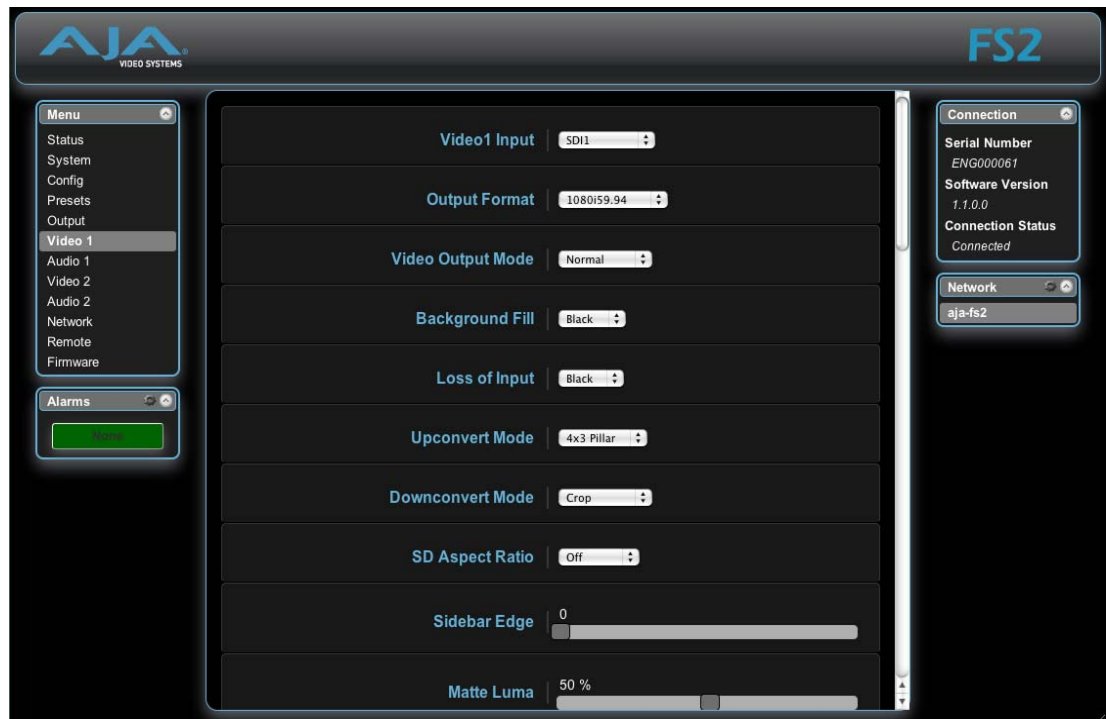 AJA®
VIDEO SYSTEMS
FS2
Menu
Status
System
Config
Presets
Output
Video 1
Audio 1
Video 2
Audio 2
Network
Remote
Firmware
Alarms
None
Video1 Input SDI1
Output Format 1080i59.94
Video Output Mode Normal
Background Fill Black
Loss of Input Black
Upconvert Mode 4x3 Pillar
Downconvert Mode Crop
SD Aspect Ratio Off
Sidebar Edge 0
Matte Luma 50 %
Connection
Serial Number
ENG000061
Software Version
1.1.0.0
Connection Status
Connected
Network
aja-fs2